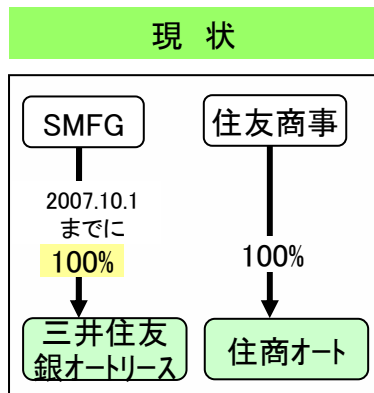 現 状
SMFG
住友商事
2007.10.1
までに
100%
100%
三井住友
銀オートリース
住商オート